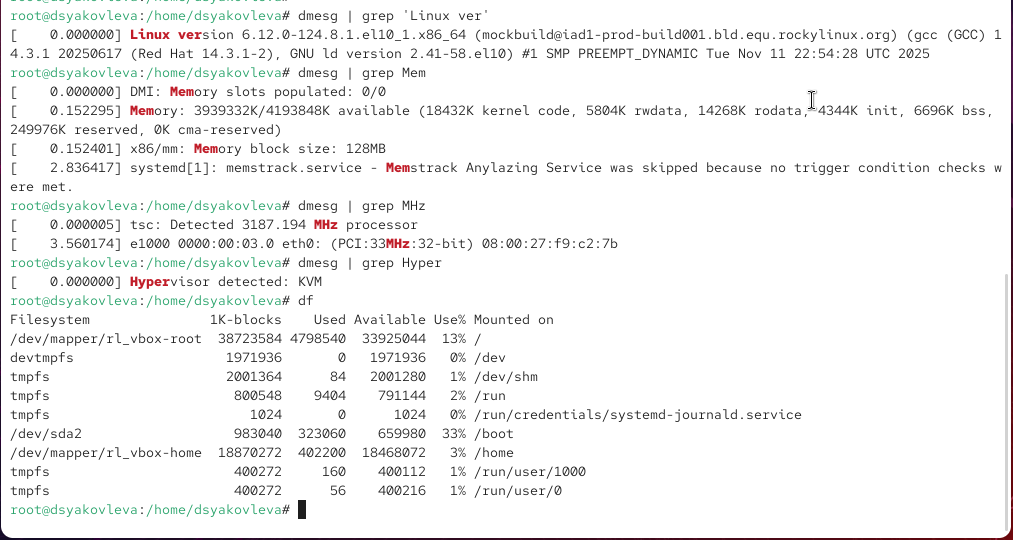 root@dsyakovleva:/home/dsyakovleva# dmesg | grep 'Linux ver'
[    0.000000] Linux version 6.12.0-124.8.1.el10_1.x86_64 (mockbuild@iad1-prod-build001.bld.equ.rockylinux.org) (gcc (GCC) 1
4.3.1 20250617 (Red Hat 14.3.1-2), GNU ld version 2.41-58.el10) #1 SMP PREEMPT_DYNAMIC Tue Nov 11 22:54:28 UTC 2025
root@dsyakovleva:/home/dsyakovleva# dmesg | grep Mem
[    0.000000] DMI: Memory slots populated: 0/0
[    0.152295] Memory: 3939332K/4193848K available (18432K kernel code, 5804K rwdata, 14268K rodata, 4344K init, 6696K bss,
249976K reserved, 0K cma-reserved)
[    0.152401] x86/mm: Memory block size: 128MB
[    2.836417] systemd[1]: memstrack.service - Memstrack Anylazing Service was skipped because no trigger condition checks w
ere met.
root@dsyakovleva:/home/dsyakovleva# dmesg | grep MHz
[    0.000005] tsc: Detected 3187.194 MHz processor
[    3.560174] e1000 0000:00:03.0 eth0: (PCI:33MHz:32-bit) 08:00:27:f9:c2:7b
root@dsyakovleva:/home/dsyakovleva# dmesg | grep Hyper
[    0.000000] Hypervisor detected: KVM
root@dsyakovleva:/home/dsyakovleva# df
Filesystem               1K-blocks    Used Available Use% Mounted on
/dev/mapper/rl_vbox-root  38723584 4798540  33925044  13% /
devtmpfs                   1971936       0   1971936   0% /dev
tmpfs                      2001364      84   2001280   1% /dev/shm
tmpfs                       800548    9404    791144   2% /run
tmpfs                         1024       0      1024   0% /run/credentials/systemd-journald.service
/dev/sda2                   983040  323060    659980  33% /boot
/dev/mapper/rl_vbox-home  18870272  402200  18468072   3% /home
tmpfs                       400272     160    400112   1% /run/user/1000
tmpfs                       400272      56    400216   1% /run/user/0
root@dsyakovleva:/home/dsyakovleva#